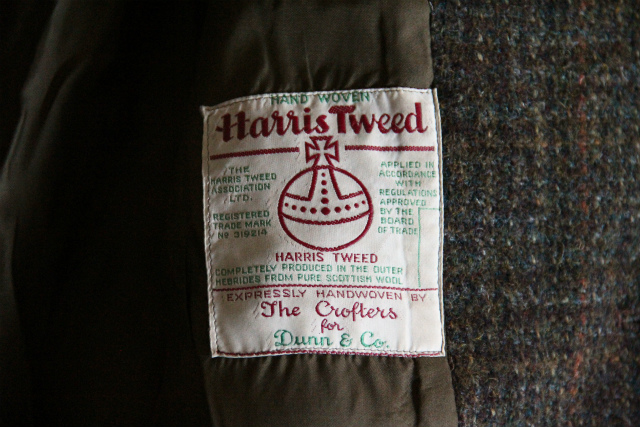 HAND WOVEN
Harris Tweed
THE
HARRIS TWEED
ASSOCIATION
LTD.
REGISTERED
TRADE MARK
No 319214
APPLIED IN
ACCORDANCE
WITH
REGULATIONS
APPROVED
BY THE
BOARD
OF TRADE
HARRIS TWEED
COMPLETELY PRODUCED IN THE OUTER
HEBRIDES FROM PURE SCOTTISH WOOL
EXPRESSLY HANDWOVEN BY
The Crofters
for
Dunn & Co.